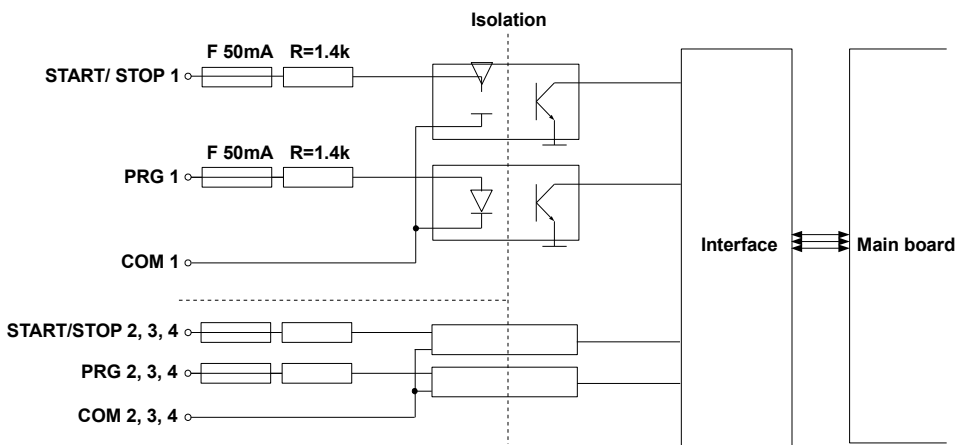 Isolation
F 50mA R=1.4k
START/ STOP 1
F 50mA R=1.4k
PRG 1
COM 1
Interface
Main board
START/STOP 2, 3, 4
PRG 2, 3, 4
COM 2, 3, 4